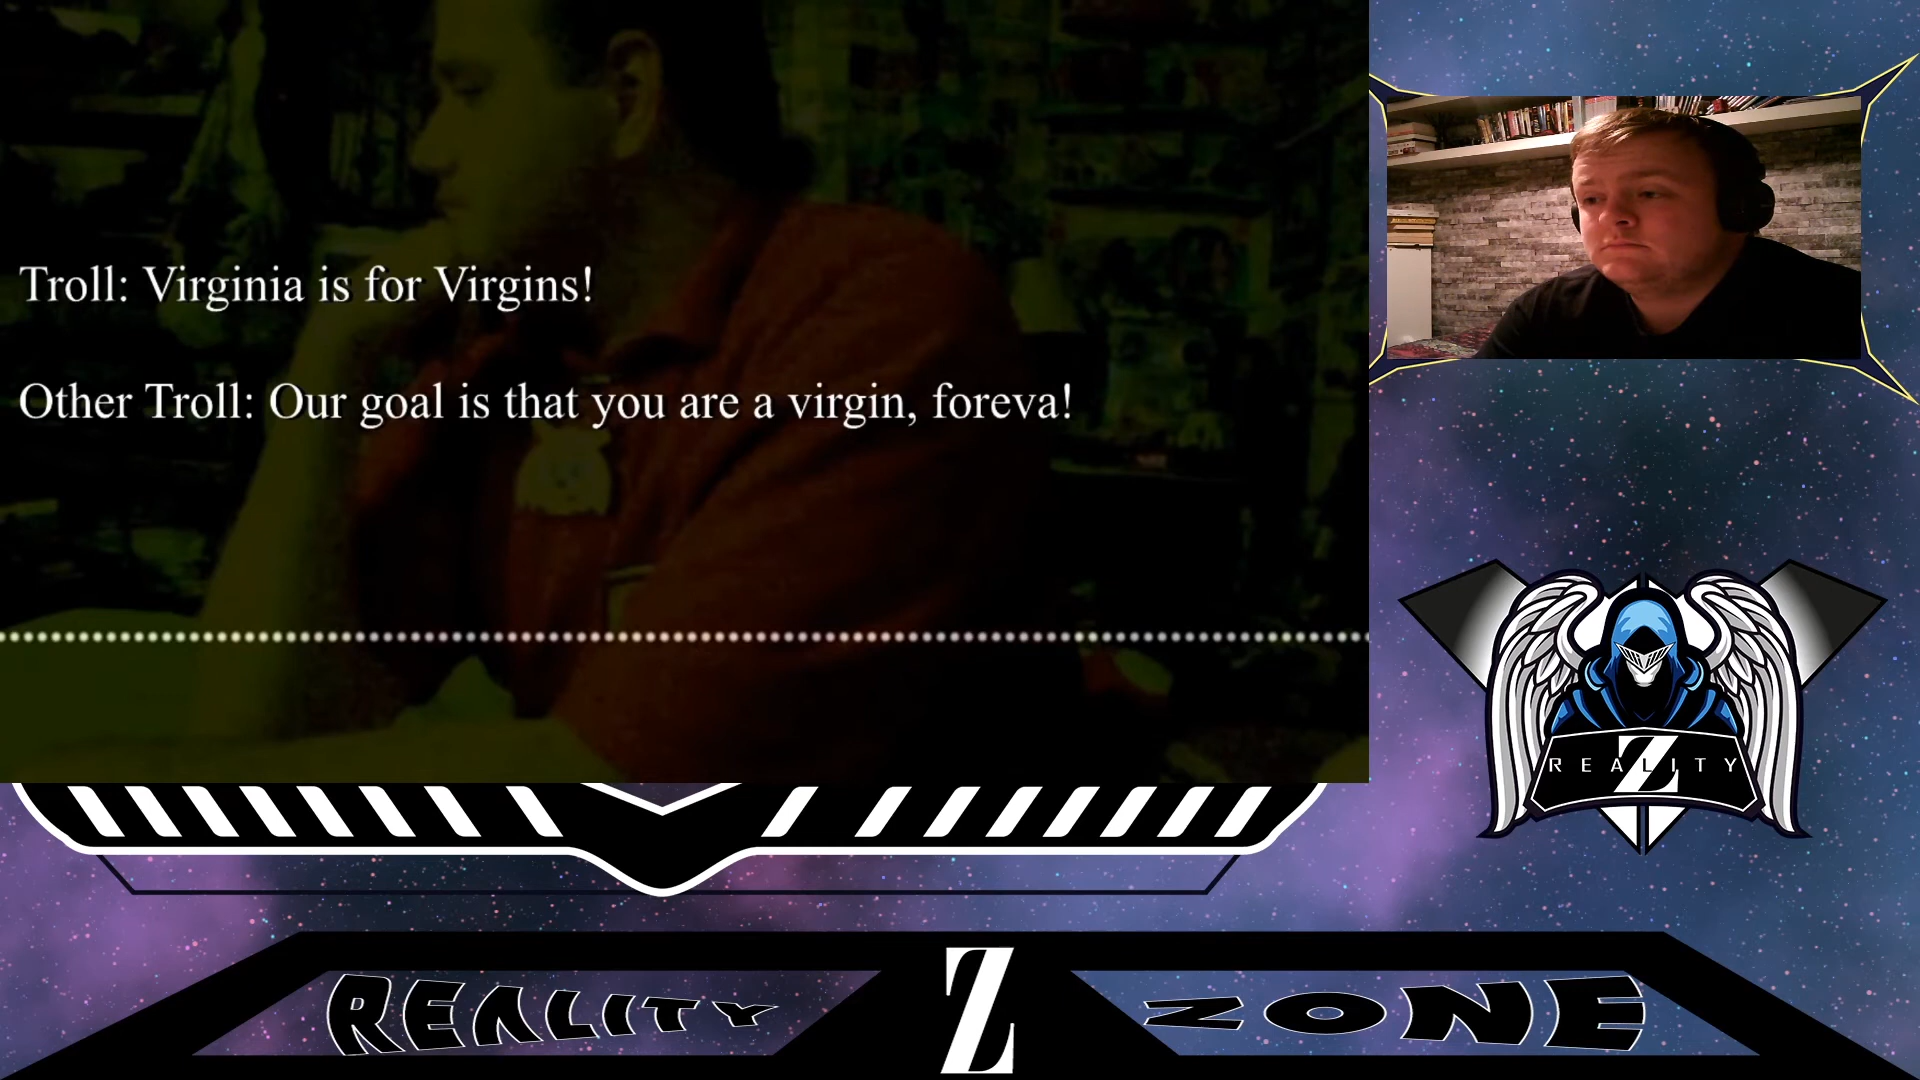 Troll: Virginia is for Virgins!
Other Troll: Our goal is that you are a virgin, foreva!
REALITY
Z
REALITY Z ZONE